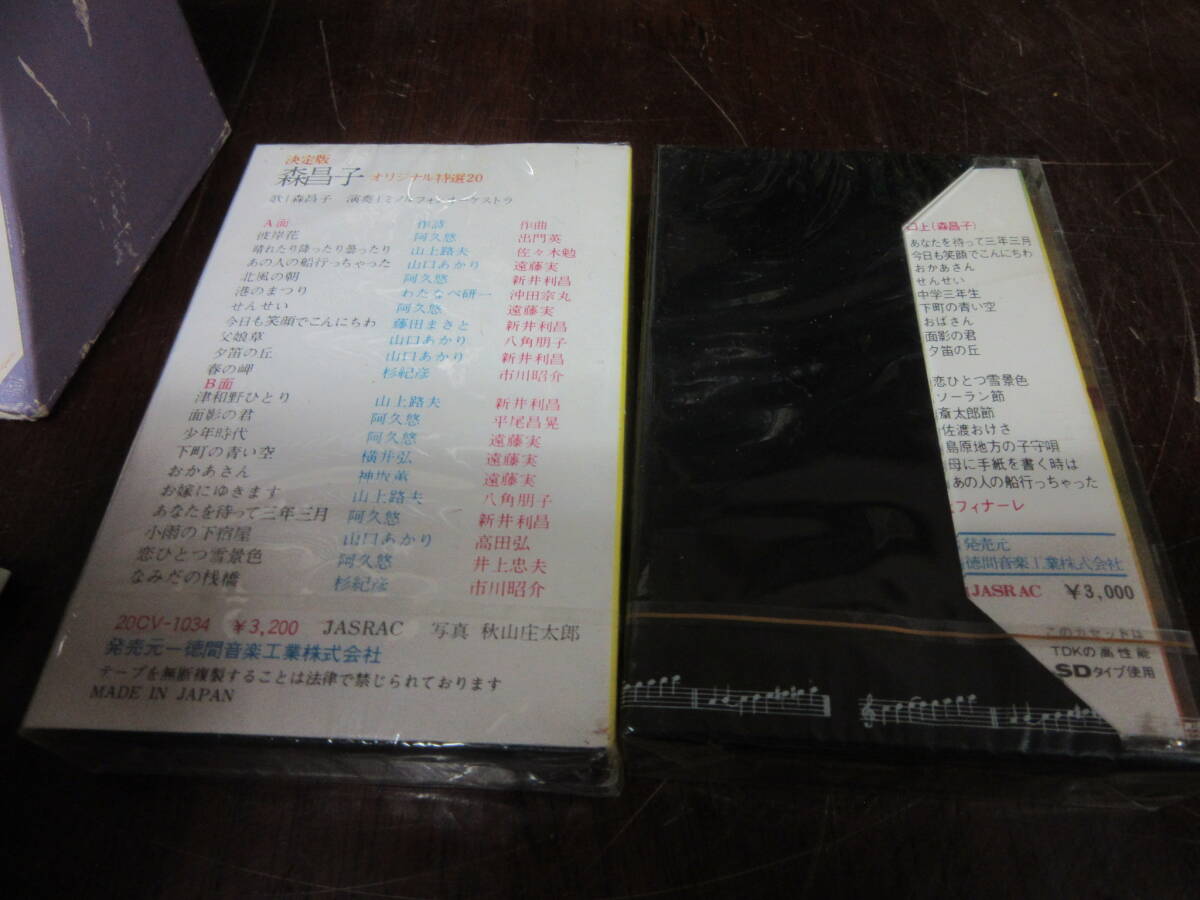 決定版
森昌子 オリジナル特選20
歌|森昌子 演奏|ミノルフォンオーケストラ
A面 作詩 作曲
彼岸花 阿久悠 出門英
晴れたり降ったり曇ったり 山上路夫 佐々木勉
あの人の船行っちゃった 山口あかり 遠藤実
北風の朝 阿久悠 新井利昌
港のまつり わたなべ研一 沖田宗丸
せんせい 阿久悠 遠藤実
今日も笑顔でこんにちわ 藤田まさと 新井利昌
父娘草 山口あかり 八角朋子
夕笛の丘 山口あかり 新井利昌
春の岬 杉紀彦 市川昭介
B面
津和野ひとり 山上路夫 新井利昌
面影の君 阿久悠 平尾昌晃
少年時代 阿久悠 遠藤実
下町の青い空 横井弘 遠藤実
おかあさん 神坂薫 遠藤実
お嫁にゆきます 山上路夫 八角朋子
あなたを待って三年三月 阿久悠 新井利昌
小雨の下宿屋 山口あかり 高田弘
恋ひとつ雪景色 阿久悠 井上忠夫
なみだの桟橋 杉紀彦 市川昭介
20CV-1034 ¥3,200 JASRAC 写真 秋山庄太郎
発売元―徳間音楽工業株式会社
テープを無断複製することは法律で禁じられております
MADE IN JAPAN
口上(森昌子)
あなたを待って三年三月
今日も笑顔でこんにちわ
おかあさん
せんせい
中学三年生
下町の青い空
おばさん
面影の君
夕笛の丘
恋ひとつ雪景色
ソーラン節
斎太郎節
佐渡おけさ
島原地方の子守唄
母に手紙を書く時は
あの人の船行っちゃった
フィナーレ
発売元
徳間音楽工業株式会社
JASRAC ¥3,000
このカセットは
TDKの高性能
SDタイプ使用